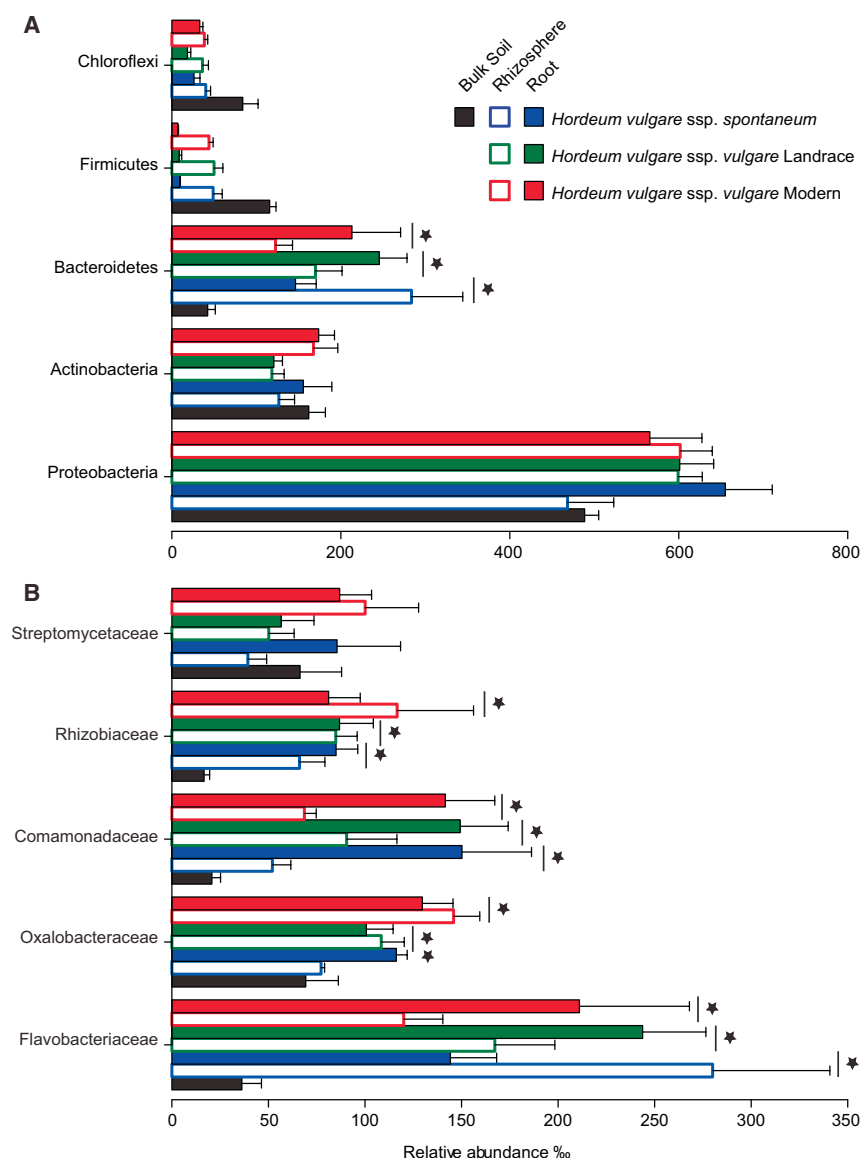 A
Bulk Soil
Rhizosphere
Root
Hordeum vulgare ssp. spontaneum
Hordeum vulgare ssp. vulgare Landrace
Hordeum vulgare ssp. vulgare Modern
Chloroflexi
Firmicutes
Bacteroidetes
Actinobacteria
Proteobacteria
0 200 400 600 800
B
Streptomycetaceae
Rhizobiaceae
Comamonadaceae
Oxalobacteraceae
Flavobacteriaceae
0 50 100 150 200 250 300 350
Relative abundance ‰